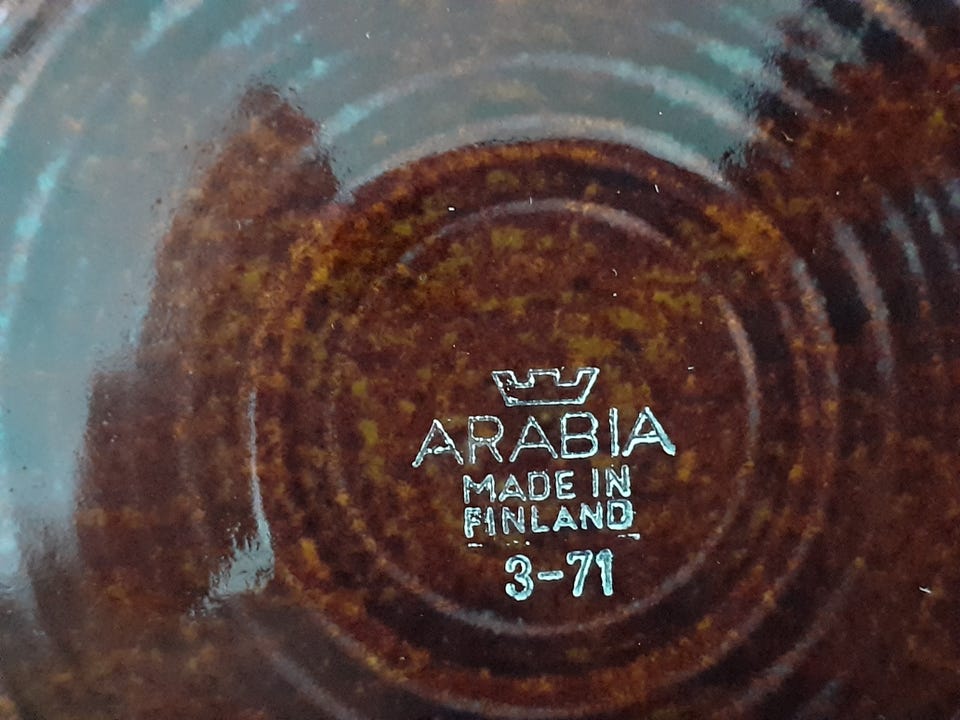 ARABIA
MADE IN
FINLAND
3-71